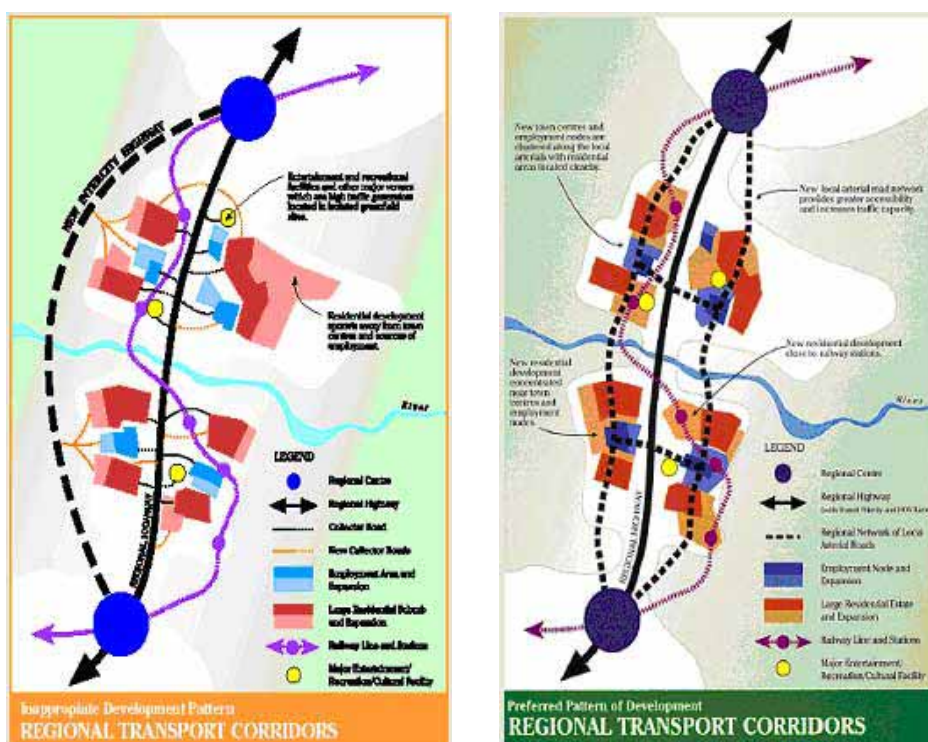 NEW INTERCITY HIGHWAY
Entertainment and recreational
facilities and other major venues
which are high traffic generators
located in isolated greenfield
sites.
Residential development
sprawls away from town
centres and sources of
employment.
River
REGIONAL HIGHWAY
LEGEND
Regional Centre
Regional Highway
Collector Road
New Collector Roads
Employment Area and
Expansion
Large Residential Suburb
and Expansion
Railway Line and Stations
Major Entertainment/
Recreation/Cultural Facility
Inappropriate Development Pattern
REGIONAL TRANSPORT CORRIDORS
New town centres and
employment nodes are
clustered along the local
arterials with residential
areas located nearby.
New local arterial road network
provides greater accessibility
and increases traffic capacity.
New residential development
close to railway stations.
New residential
development
concentrated
near town
centres and
employment
nodes.
River
REGIONAL HIGHWAY
LEGEND
Regional Centre
Regional Highway
(with Transit Priority and HOV Lanes)
Regional Network of Local
Arterial Roads
Employment Node and
Expansion
Large Residential Estate
and Expansion
Railway Line and Stations
Major Entertainment/
Recreation/Cultural Facility
Preferred Pattern of Development
REGIONAL TRANSPORT CORRIDORS